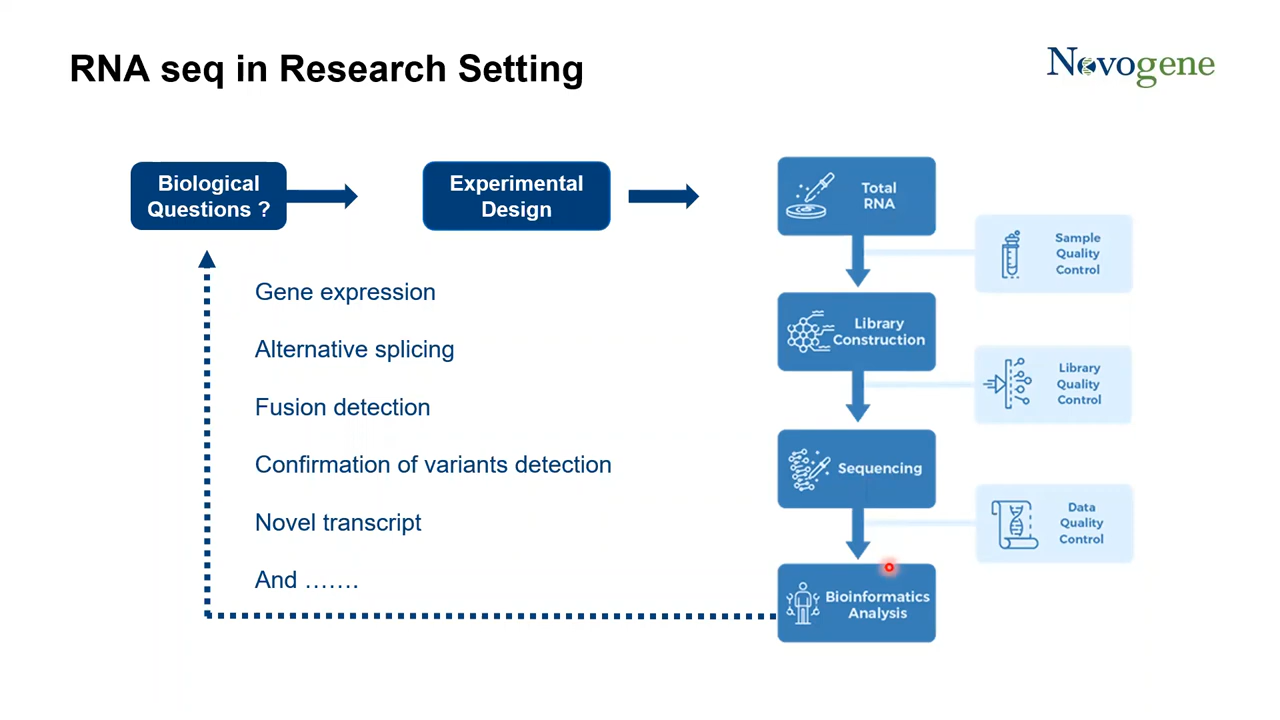 RNA seq in Research Setting
Novogene
Biological
Questions ?
Experimental
Design
Gene expression
Alternative splicing
Fusion detection
Confirmation of variants detection
Novel transcript
And …….
Total
RNA
Sample
Quality
Control
Library
Construction
Library
Quality
Control
Sequencing
Data
Quality
Control
Bioinformatics
Analysis